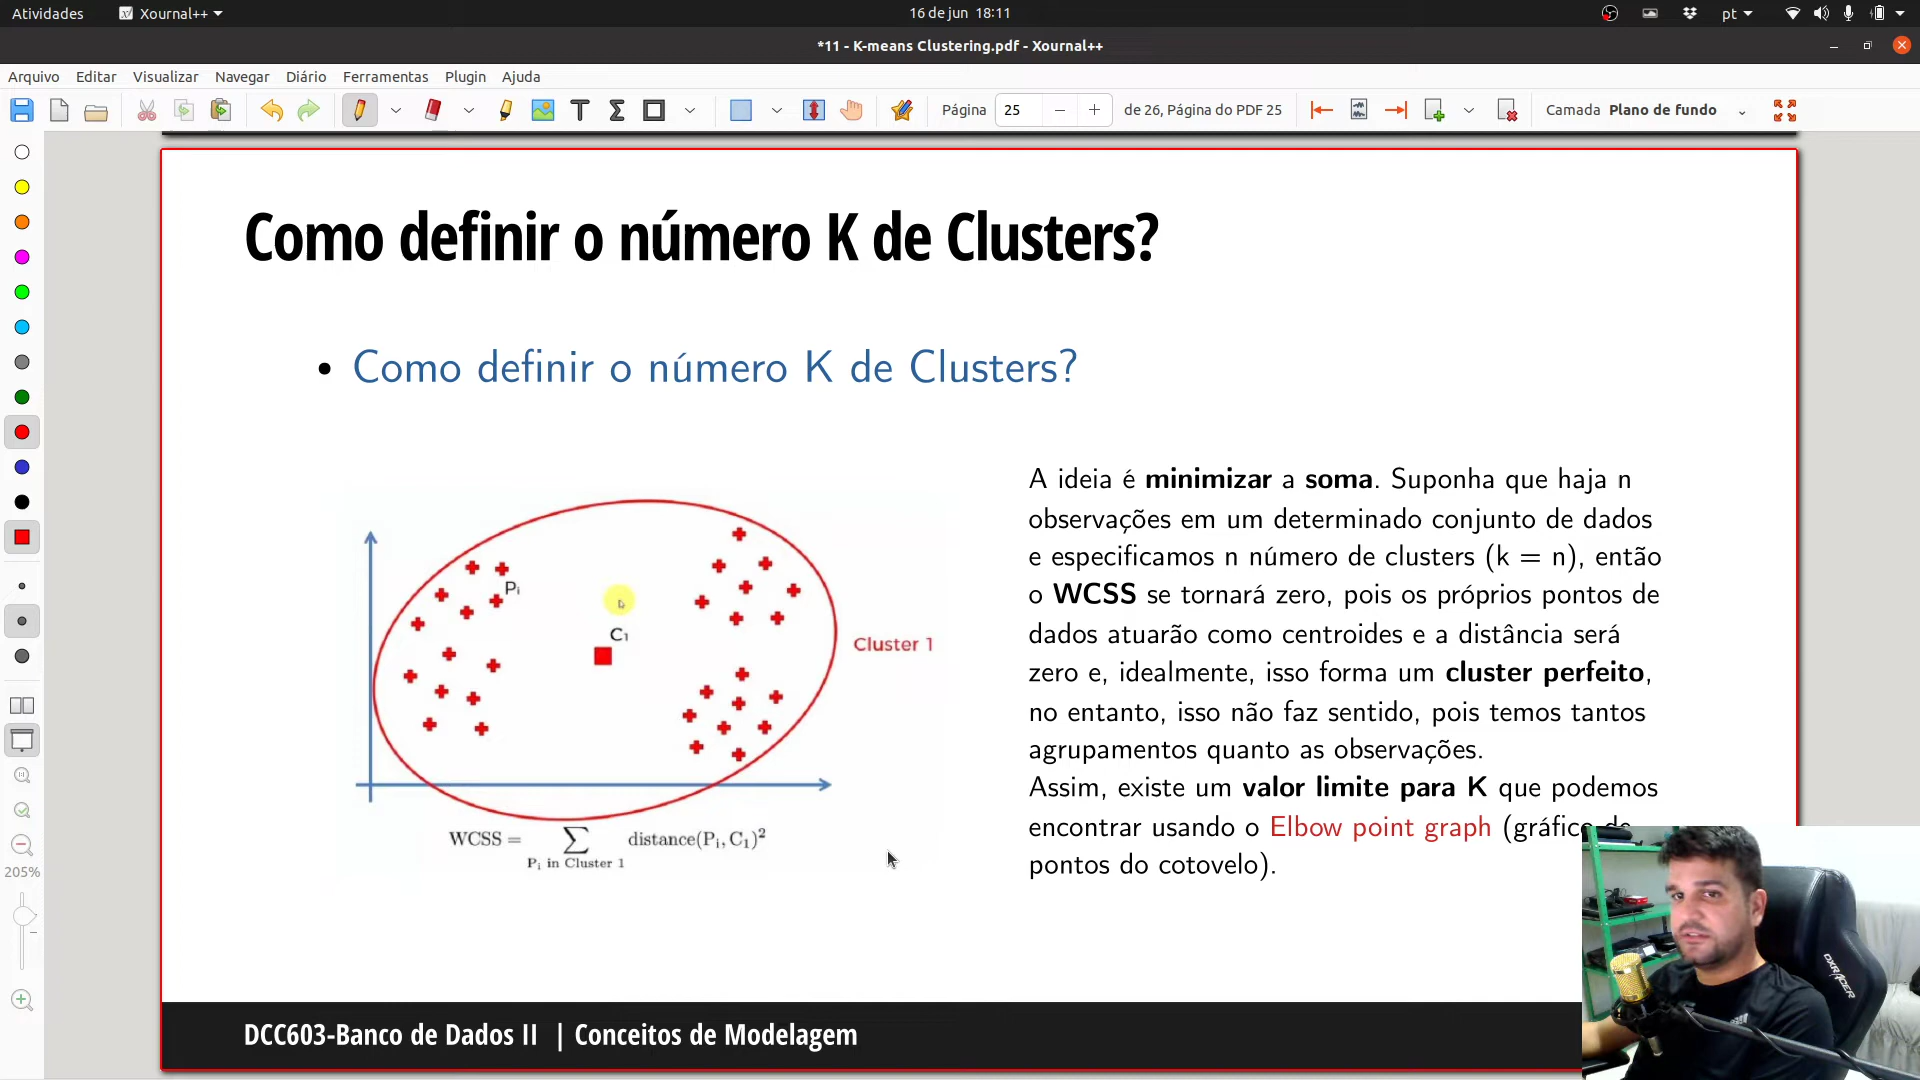 Atividades
Xournal++
16 de jun 18:11
pt
*11 - K-means Clustering.pdf - Xournal++
Arquivo Editar Visualizar Navegar Diário Ferramentas Plugin Ajuda
Página 25 de 26, Página do PDF 25 Camada Plano de fundo
Como definir o número K de Clusters?
• Como definir o número K de Clusters?
Pi
C1
Cluster 1
WCSS = ∑ distance(Pi, C1)²
Pi in Cluster 1
A ideia é minimizar a soma. Suponha que haja n
observações em um determinado conjunto de dados
e especificamos n número de clusters (k = n), então
o WCSS se tornará zero, pois os próprios pontos de
dados atuarão como centroides e a distância será
zero e, idealmente, isso forma um cluster perfeito,
no entanto, isso não faz sentido, pois temos tantos
agrupamentos quanto as observações.
Assim, existe um valor limite para K que podemos
encontrar usando o Elbow point graph (gráfico de
pontos do cotovelo).
205%
DXRACER
DCC603-Banco de Dados II | Conceitos de Modelagem